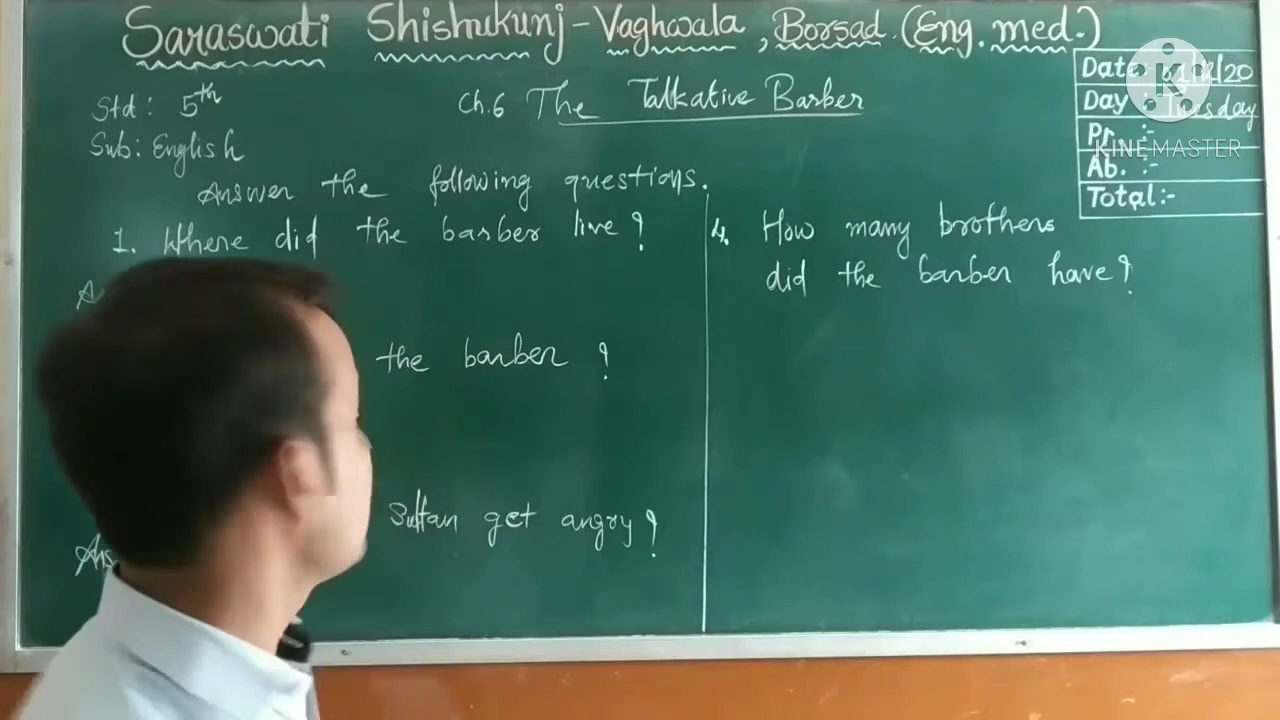 Saraswati Shishukunj - Vaghwala, Borsad. (Eng. med.)
Std: 5th
Sub: English
Ch.6 The Talkative Barber
Date
Day :- Tuesday
Pr. :-
Ab. :-
Total:-
KINEMASTER
Answer the following questions.
1. Where did the barber live?
the barber ?
Sultan get angry?
Ans
4. How many brothers
did the barber have?